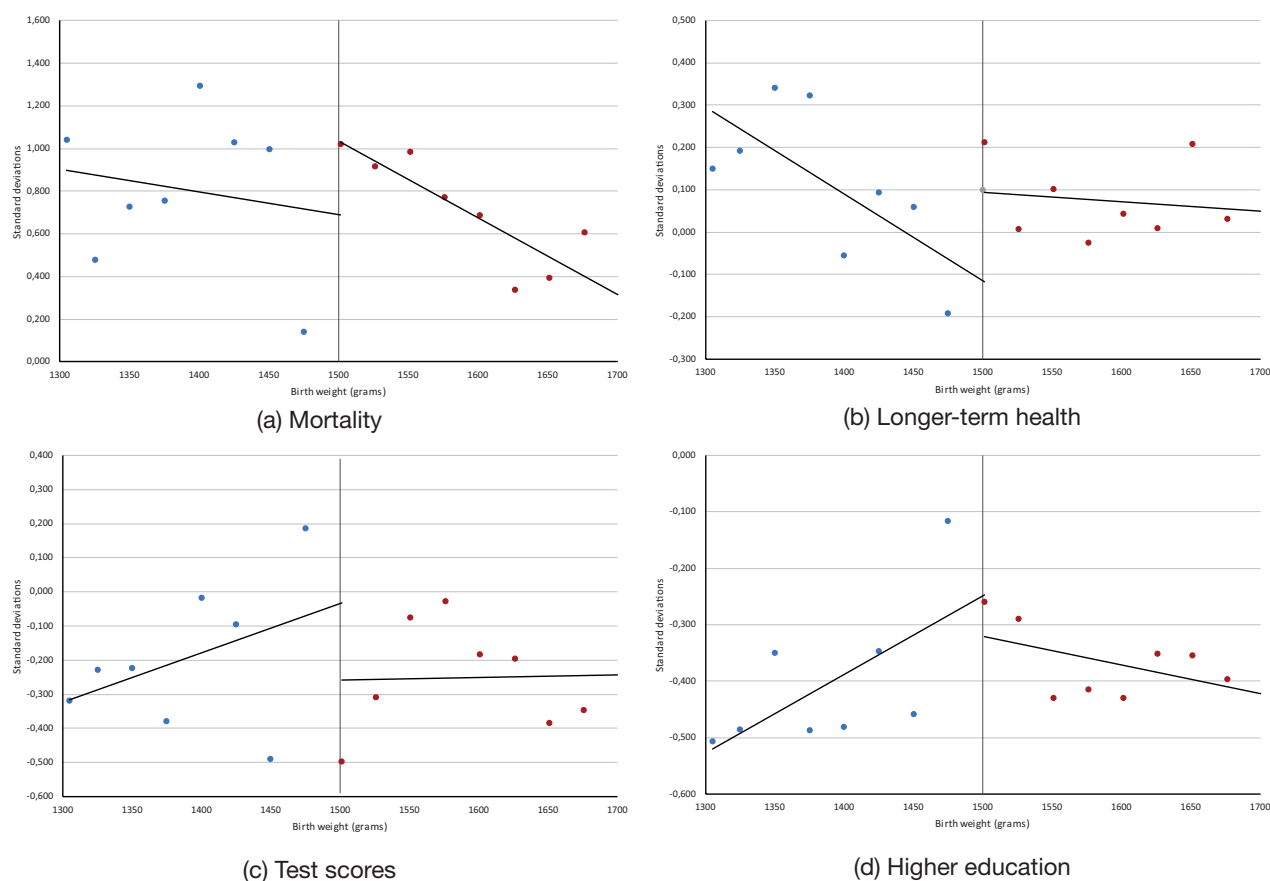 1,600
1,400
1,200
1,000
0,800
0,600
0,400
0,200
0,000
Standard deviations
1300 1350 1400 1450 1500 1550 1600 1650 1700
Birth weight (grams)
(a) Mortality
0,500
0,400
0,300
0,200
0,100
0,000
-0,100
-0,200
-0,300
Standard deviations
1300 1350 1400 1450 1500 1550 1600 1650 1700
Birth weight (grams)
(b) Longer-term health
0,400
0,300
0,200
0,100
0,000
-0,100
-0,200
-0,300
-0,400
-0,500
-0,600
Standard deviations
1300 1350 1400 1450 1500 1550 1600 1650 1700
Birth weight (grams)
(c) Test scores
0,000
-0,100
-0,200
-0,300
-0,400
-0,500
-0,600
Standard deviations
1300 1350 1400 1450 1500 1550 1600 1650 1700
Birth weight (grams)
(d) Higher education